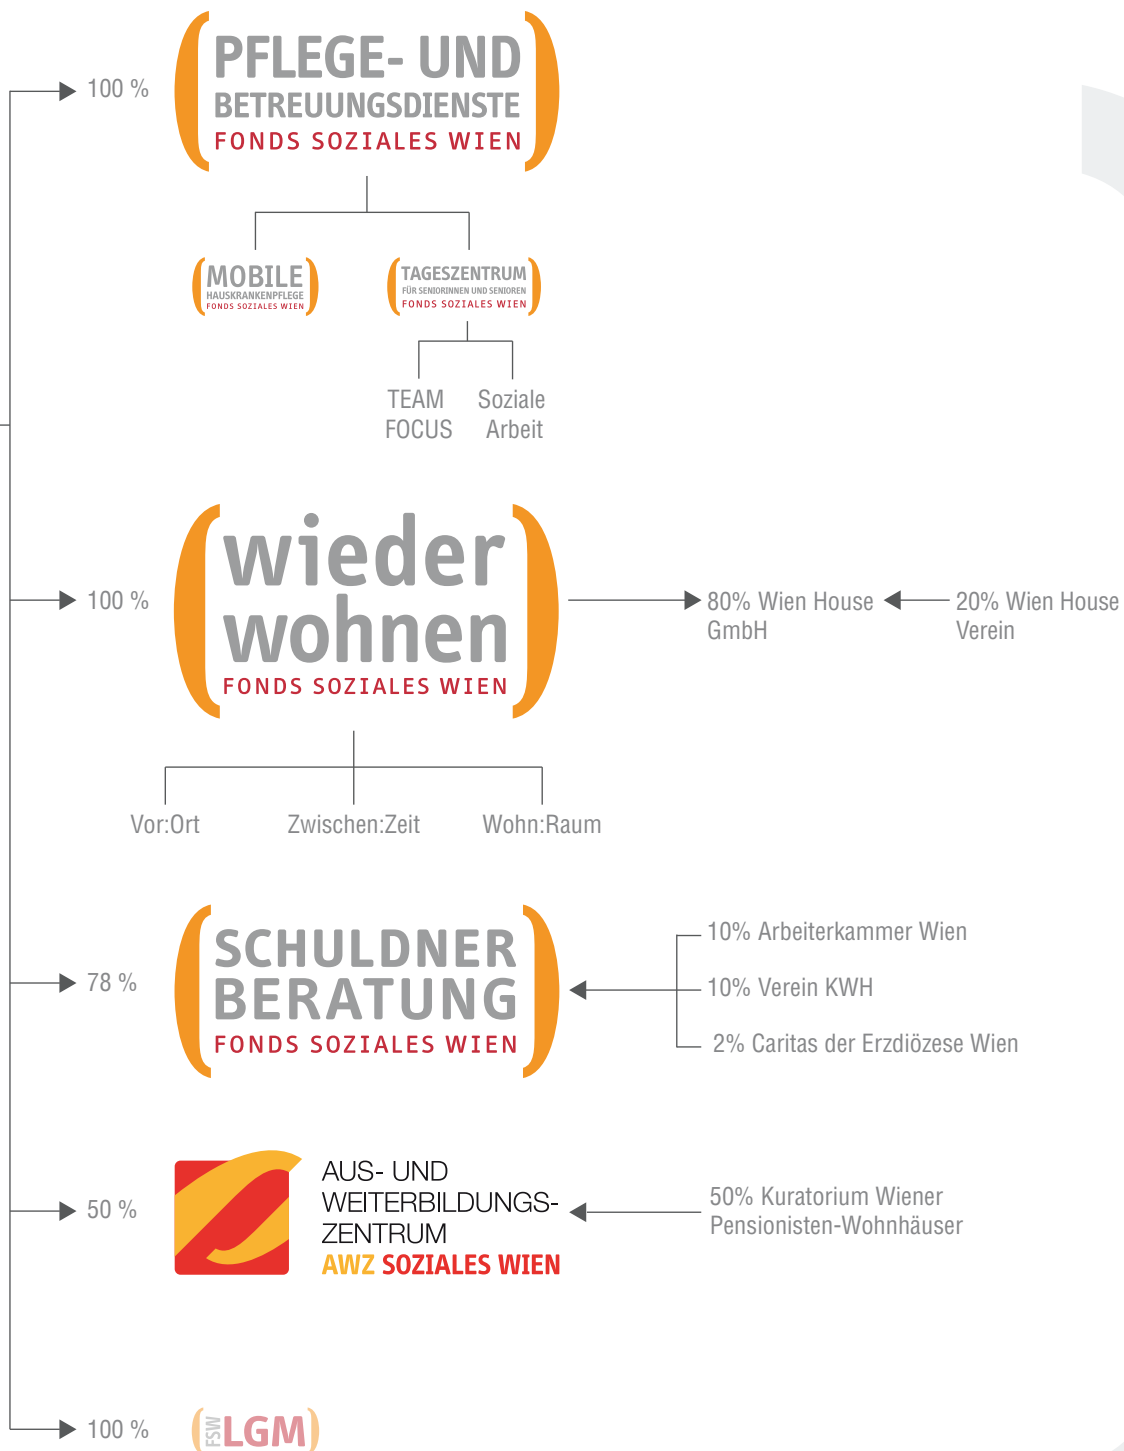 100 %
PFLEGE- UND
BETREUUNGSDIENSTE
FONDS SOZIALES WIEN
MOBILE
HAUSKRANKENPFLEGE
FONDS SOZIALES WIEN
TAGESZENTRUM
FÜR SENIORINNEN UND SENIOREN
FONDS SOZIALES WIEN
TEAM
FOCUS
Soziale
Arbeit
100 %
wieder
wohnen
FONDS SOZIALES WIEN
80% Wien House
GmbH
20% Wien House
Verein
Vor:Ort
Zwischen:Zeit
Wohn:Raum
78 %
SCHULDNER
BERATUNG
FONDS SOZIALES WIEN
10% Arbeiterkammer Wien
10% Verein KWH
2% Caritas der Erzdiözese Wien
50 %
AUS- UND
WEITERBILDUNGS-
ZENTRUM
AWZ SOZIALES WIEN
50% Kuratorium Wiener
Pensionisten-Wohnhäuser
100 %
FSW LGM